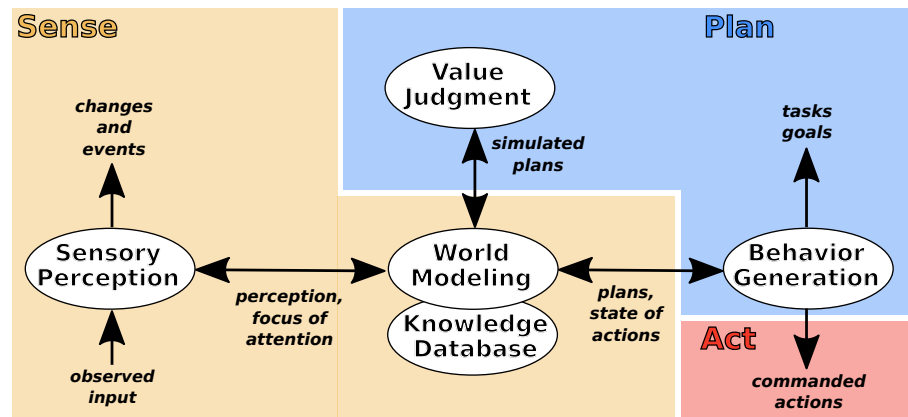 Sense
Plan
Value
Judgment
changes
and
events
simulated
plans
tasks
goals
Sensory
Perception
World
Modeling
Behavior
Generation
perception,
focus of
attention
plans,
state of
actions
Knowledge
Database
Act
observed
input
commanded
actions